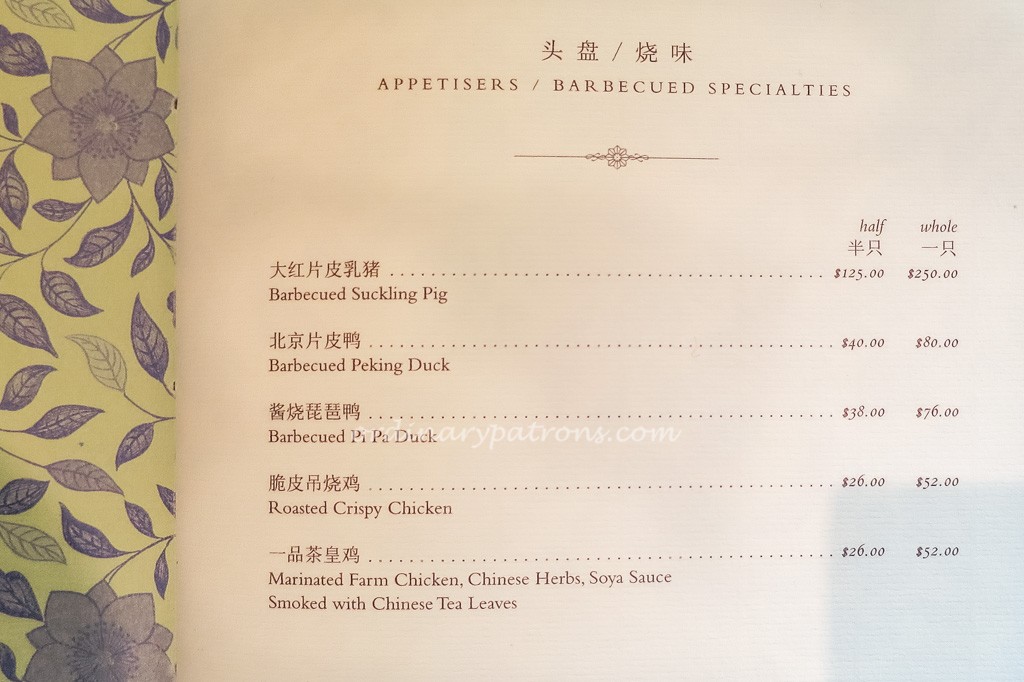 头盘/烧味
APPETISERS / BARBECUED SPECIALTIES
half whole
半只 一只
大红片皮乳猪 $125.00 $250.00
Barbecued Suckling Pig
北京片皮鸭 $40.00 $80.00
Barbecued Peking Duck
酱烧琵琶鸭 $38.00 $76.00
Barbecued Pi Pa Duck
ordinarypatrons.com
脆皮吊烧鸡 $26.00 $52.00
Roasted Crispy Chicken
一品茶皇鸡 $26.00 $52.00
Marinated Farm Chicken, Chinese Herbs, Soya Sauce
Smoked with Chinese Tea Leaves